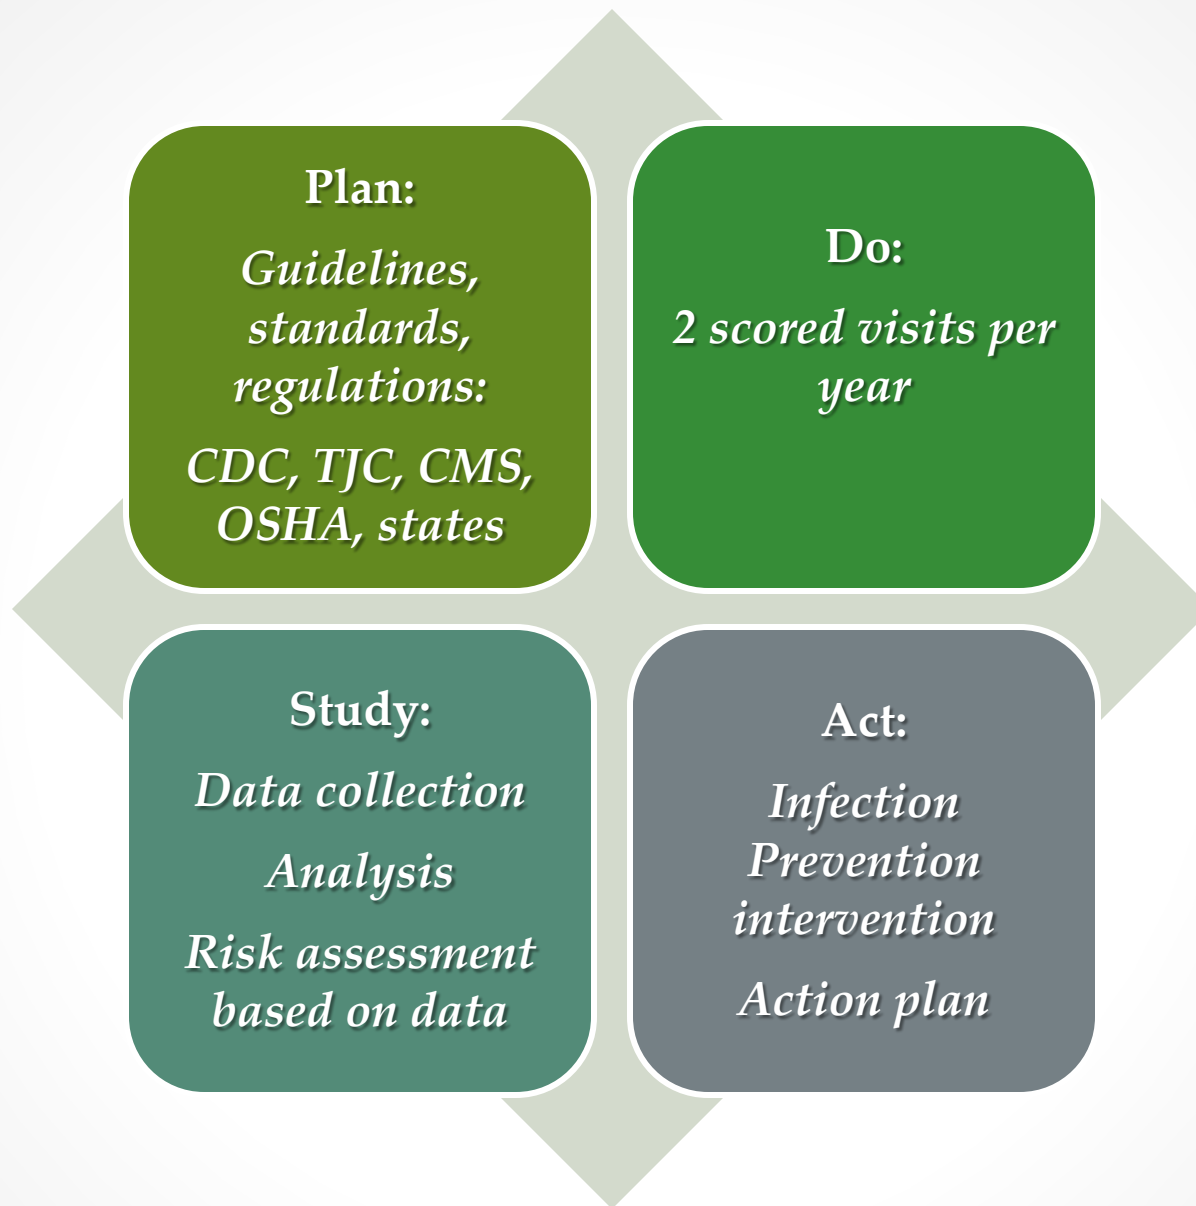 Plan:
Guidelines,
standards,
regulations:
CDC, TJC, CMS,
OSHA, states
Do:
2 scored visits per
year
Study:
Data collection
Analysis
Risk assessment
based on data
Act:
Infection
Prevention
intervention
Action plan